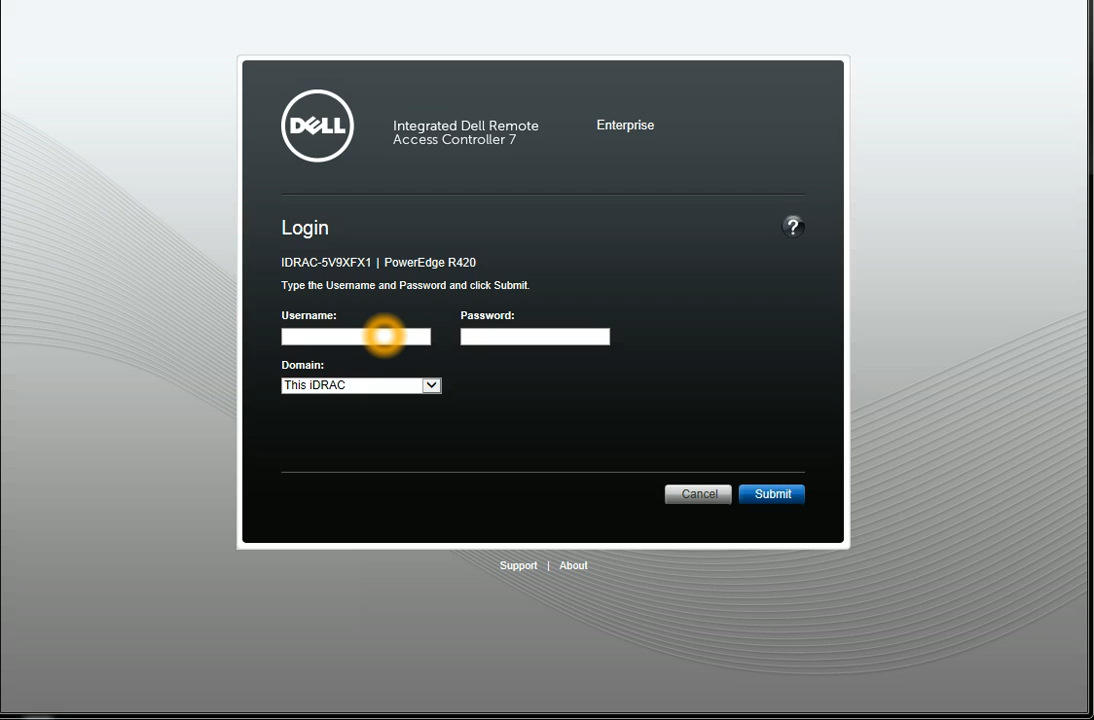 DELL
Integrated Dell Remote
Access Controller 7
Enterprise
Login
?
IDRAC-5V9XFX1 | PowerEdge R420
Type the Username and Password and click Submit.
Username:
Password:
Domain:
This iDRAC
Cancel
Submit
Support | About